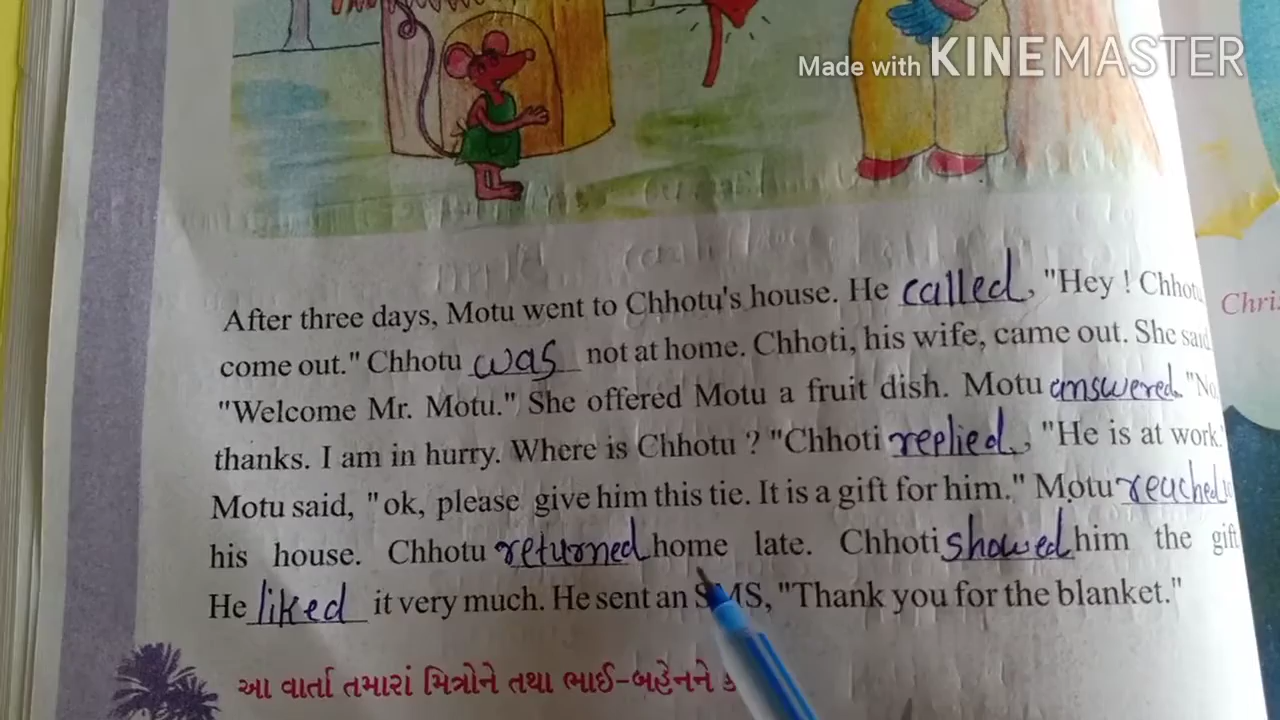 Made with KINEMASTER
After three days, Motu went to Chhotu's house. He called, "Hey ! Chhotu
come out." Chhotu was not at home. Chhoti, his wife, came out. She said
"Welcome Mr. Motu." She offered Motu a fruit dish. Motu answered "No
thanks. I am in hurry. Where is Chhotu ? "Chhoti replied, "He is at work."
Motu said, "ok, please give him this tie. It is a gift for him." Motu reached to
his house. Chhotu returned home late. Chhoti showed him the gift
He liked it very much. He sent an SMS, "Thank you for the blanket."
આ વાર્તા તમારાં મિત્રોને તથા ભાઈ-બહેનને